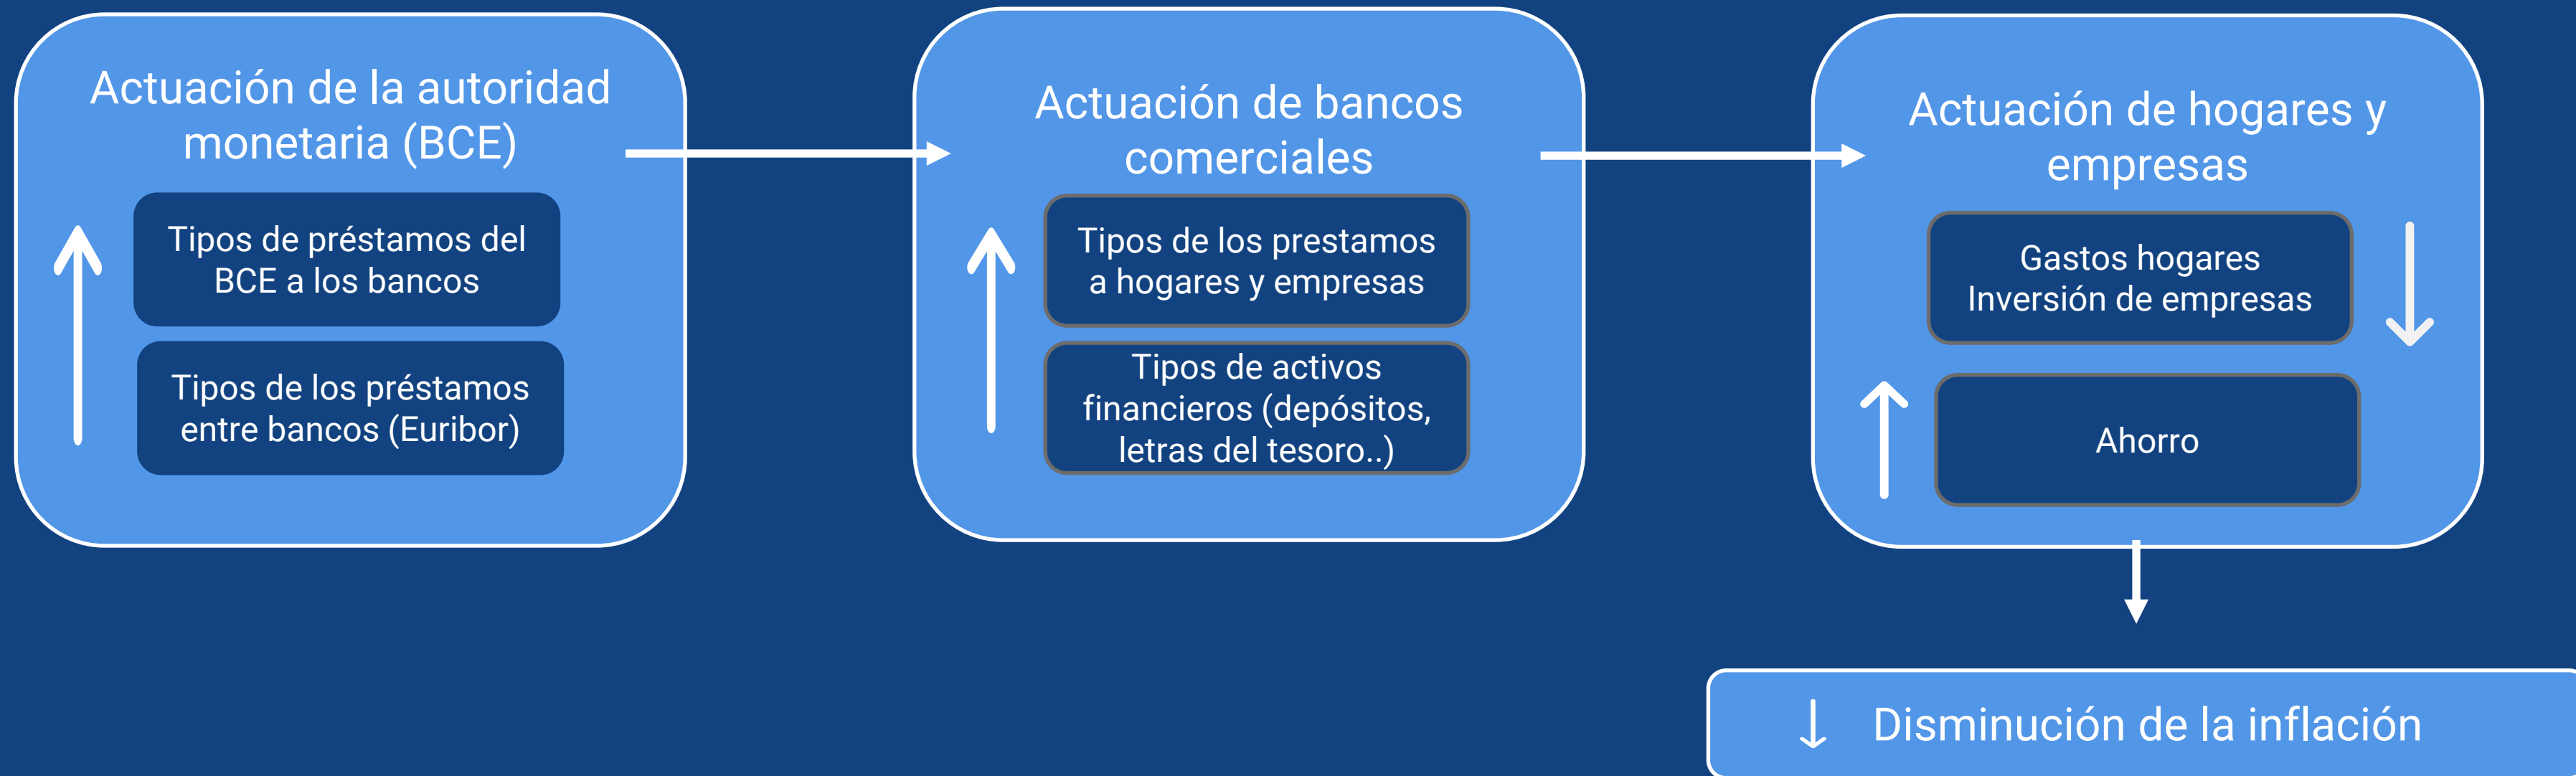 Actuación de la autoridad
monetaria (BCE)
Tipos de préstamos del
BCE a los bancos
Tipos de los préstamos
entre bancos (Euribor)
Actuación de bancos
comerciales
Tipos de los prestamos
a hogares y empresas
Tipos de activos
financieros (depósitos,
letras del tesoro..)
Actuación de hogares y
empresas
Gastos hogares
Inversión de empresas
Ahorro
Disminución de la inflación